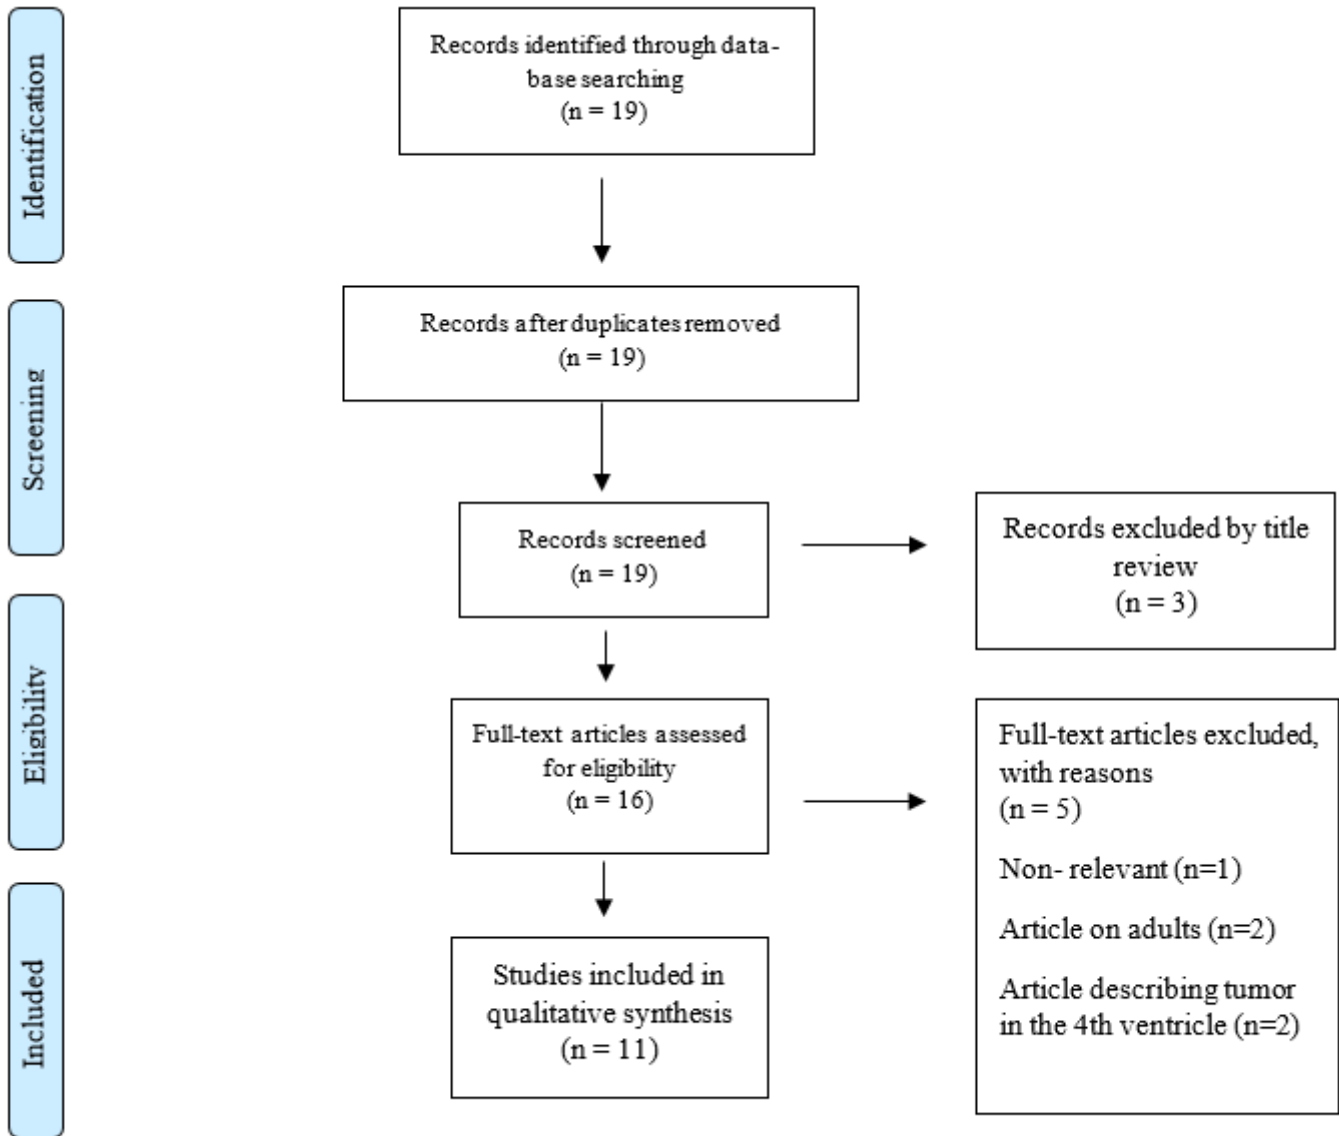 Identification
Records identified through data-
base searching
(n = 19)
Screening
Records after duplicates removed
(n = 19)
Records screened
(n = 19)
Records excluded by title
review
(n = 3)
Eligibility
Full-text articles assessed
for eligibility
(n = 16)
Full-text articles excluded,
with reasons
(n = 5)
Non- relevant (n=1)
Article on adults (n=2)
Article describing tumor
in the 4th ventricle (n=2)
Included
Studies included in
qualitative synthesis
(n = 11)